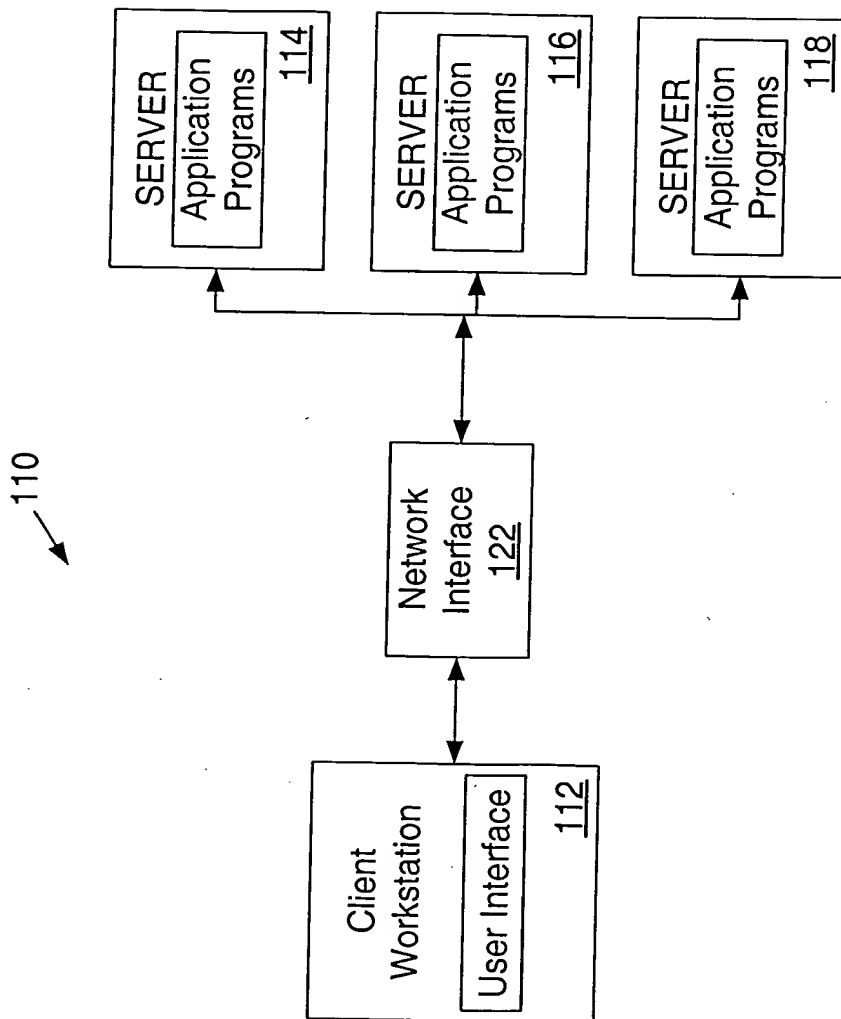 110
Client
Workstation
User Interface
112
Network
Interface
122
SERVER
Application
Programs
114
SERVER
Application
Programs
116
SERVER
Application
Programs
118